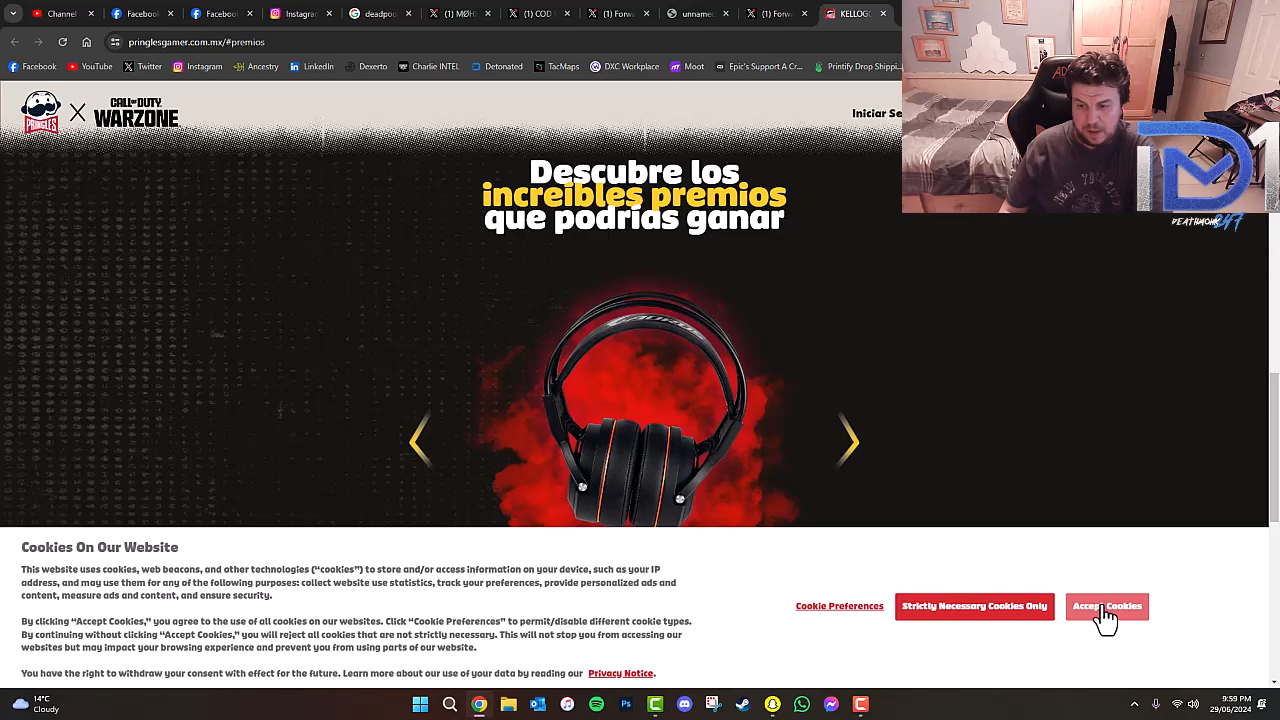 Instagram
deadpoo
(1) M3H
(1) COD
(1) Forw
unname
(1) Forw
KELLOG
pringlesgamer.com.mx/#premios
Facebook
YouTube
Twitter
Instagram
Ancestry
LinkedIn
Dexerto
Battle INTEL
Detonated
TacMaps
DXC Workplace
Moot
Epic's Support A Cr...
Printify Drop Shippi
PRINGLES
CALL OF DUTY
WARZONE
Iniciar Se
AD
DEATHMOHK
247
Descubre los
increíbles premios
que podrías ganar
Cookies On Our Website
This website uses cookies, web beacons, and other technologies (“cookies”) to store and/or access information on your device, such as your IP
address, and may use them for any of the following purposes: collect website use statistics, track your preferences, provide personalized ads and
content, measure ads and content, and ensure security.
By clicking “Accept Cookies,” you agree to the use of all cookies on our websites. Click “Cookie Preferences” to permit/disable different cookie types.
By continuing without clicking “Accept Cookies,” you will reject all cookies that are not strictly necessary. This will not stop you from accessing our
websites but may impact your browsing experience and prevent you from using parts of our website.
You have the right to withdraw your consent with effect for the future. Learn more about our use of your data by reading our Privacy Notice.
Cookie Preferences
Strictly Necessary Cookies Only
Accept Cookies
14°C
Cloudy
9:59 PM
29/06/2024